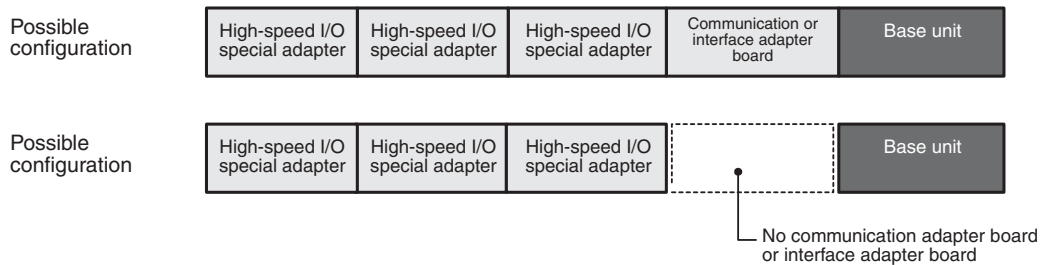 Possible
configuration
High-speed I/O
special adapter
High-speed I/O
special adapter
High-speed I/O
special adapter
Communication or
interface adapter
board
Base unit
Possible
configuration
High-speed I/O
special adapter
High-speed I/O
special adapter
High-speed I/O
special adapter
Base unit
No communication adapter board
or interface adapter board